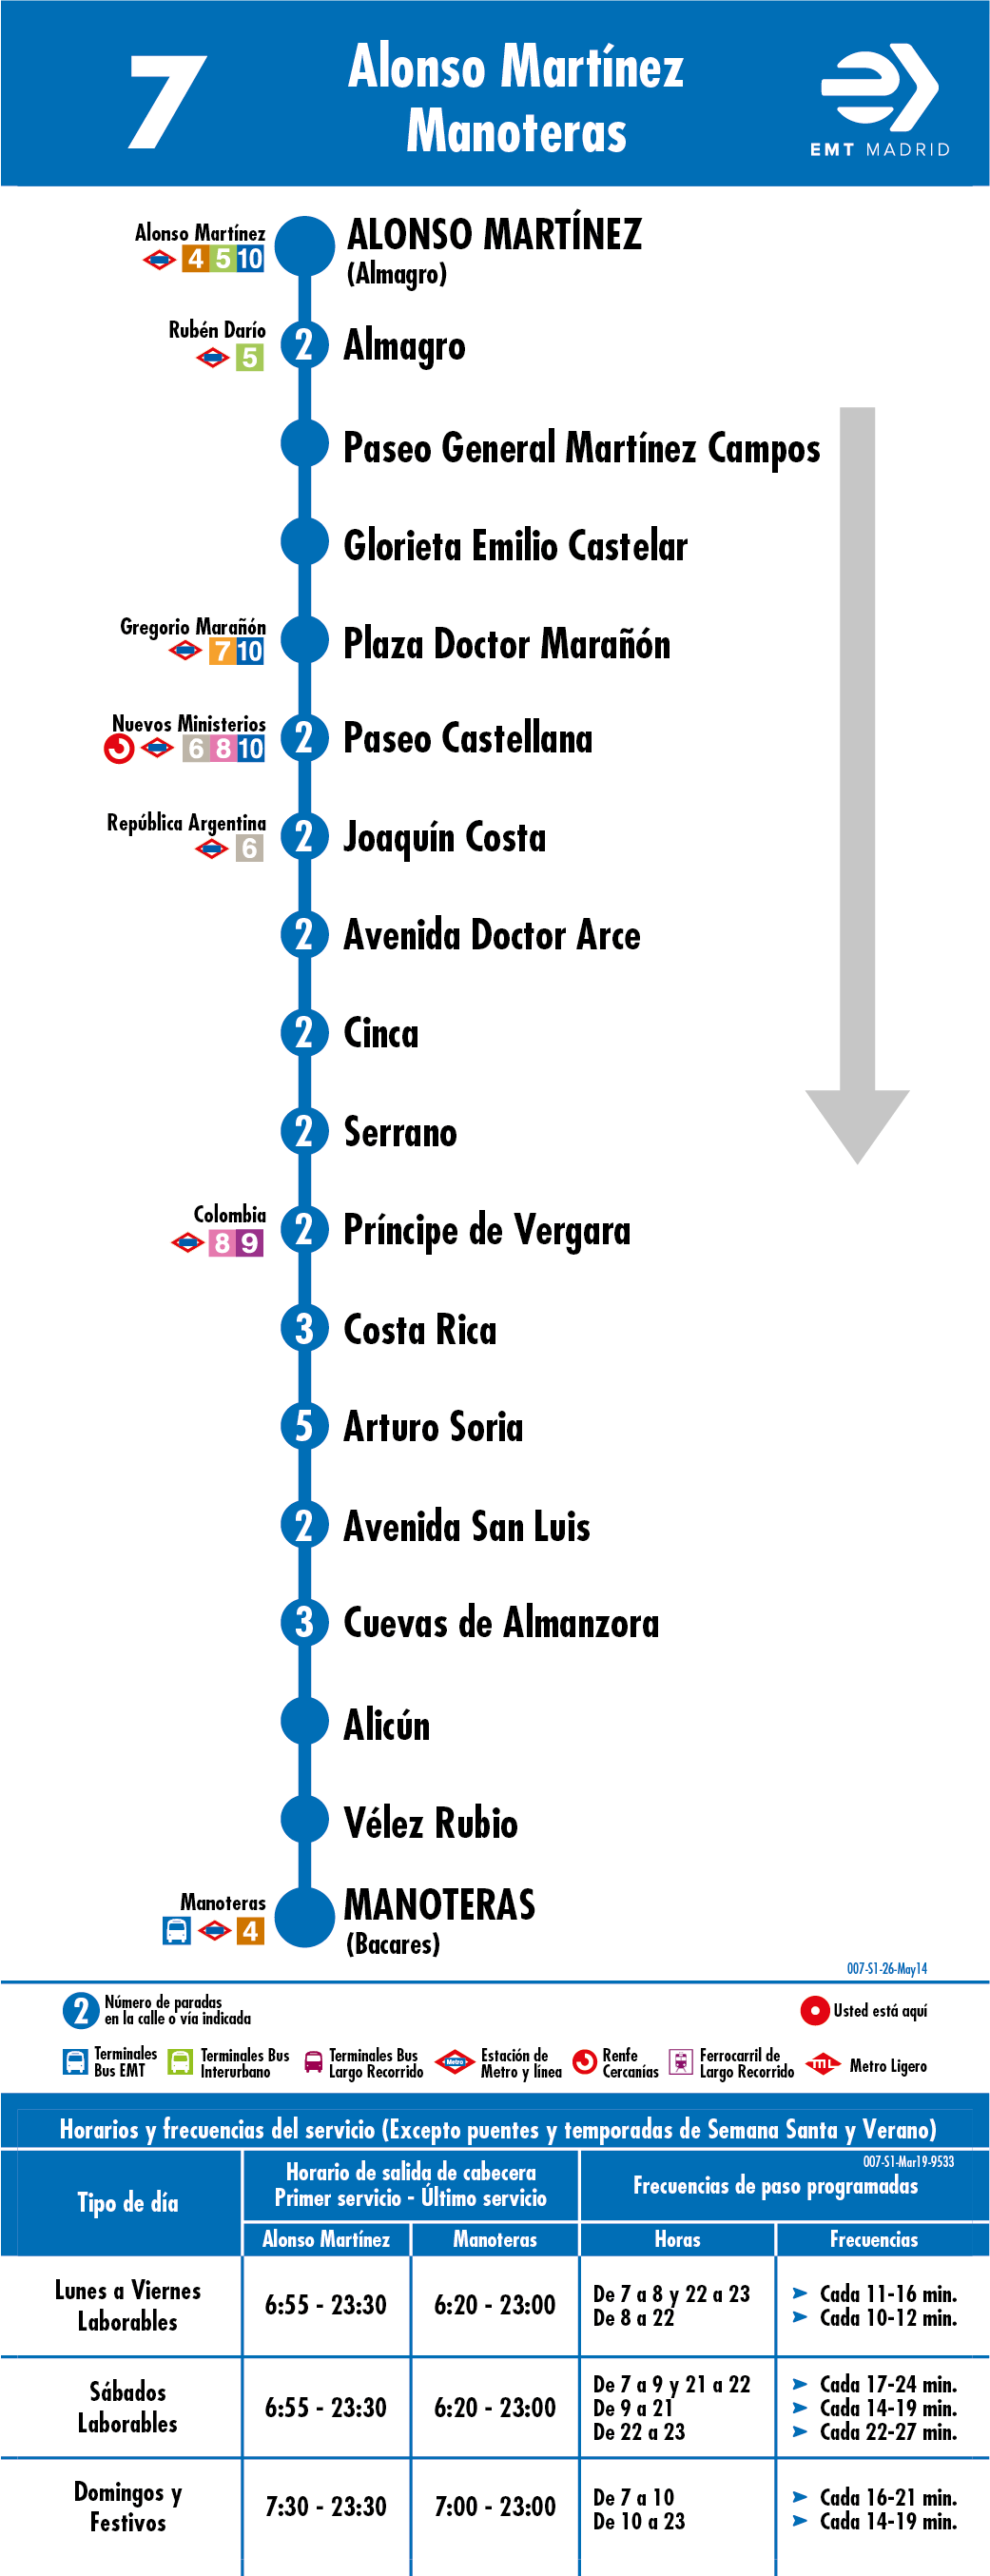 7
Alonso Martínez
Manoteras
EMT MADRID
Alonso Martínez
4 5 10
ALONSO MARTÍNEZ
(Almagro)
Rubén Darío
5
2
Almagro
Paseo General Martínez Campos
Glorieta Emilio Castelar
Gregorio Marañón
7 10
Plaza Doctor Marañón
Nuevos Ministerios
6 8 10
2
Paseo Castellana
República Argentina
6
2
Joaquín Costa
2
Avenida Doctor Arce
2
Cinca
2
Serrano
Colombia
8 9
2
Príncipe de Vergara
3
Costa Rica
5
Arturo Soria
2
Avenida San Luis
3
Cuevas de Almanzora
Alicún
Vélez Rubio
Manoteras
4
MANOTERAS
(Bacares)
007-S1-26-May14
2
Número de paradas
en la calle o vía indicada
Usted está aquí
Terminales
Bus EMT
Terminales Bus
Interurbano
Terminales Bus
Largo Recorrido
Metro
Estación de
Metro y línea
Renfe
Cercanías
Ferrocarril de
Largo Recorrido
ML
Metro Ligero
Horarios y frecuencias del servicio (Excepto puentes y temporadas de Semana Santa y Verano)
007-S1-Mar19-9533
Tipo de día
Horario de salida de cabecera
Primer servicio - Último servicio
Frecuencias de paso programadas
Alonso Martínez
Manoteras
Horas
Frecuencias
Lunes a Viernes
Laborables
6:55 - 23:30
6:20 - 23:00
De 7 a 8 y 22 a 23
Cada 11-16 min.
De 8 a 22
Cada 10-12 min.
Sábados
Laborables
6:55 - 23:30
6:20 - 23:00
De 7 a 9 y 21 a 22
Cada 17-24 min.
De 9 a 21
Cada 14-19 min.
De 22 a 23
Cada 22-27 min.
Domingos y
Festivos
7:30 - 23:30
7:00 - 23:00
De 7 a 10
Cada 16-21 min.
De 10 a 23
Cada 14-19 min.